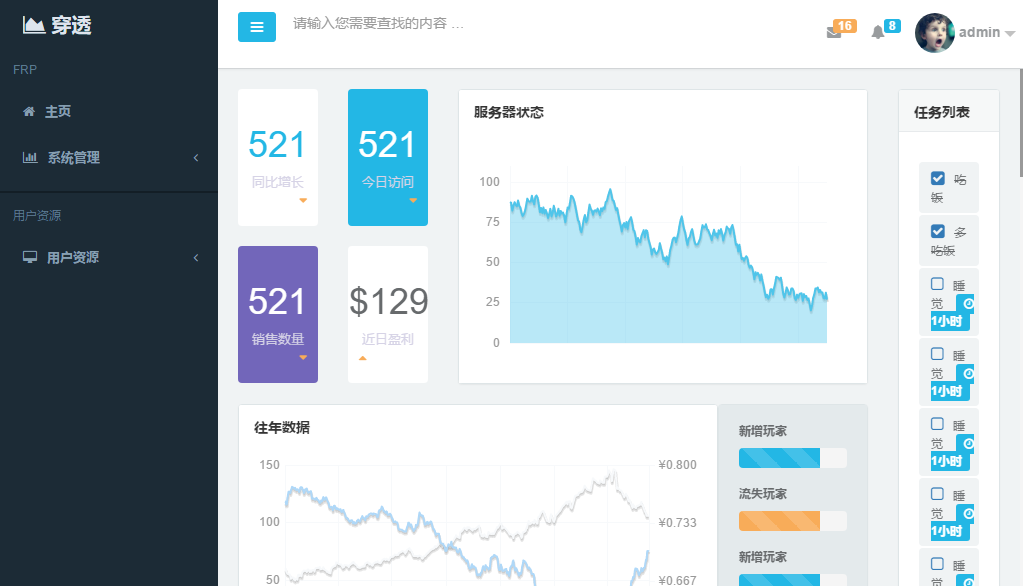 穿透
FRP
主页
系统管理
用户资源
用户资源
请输入您需要查找的内容 …
16
8
admin
521
同比增长
521
今日访问
521
销售数量
$129
近日盈利
服务器状态
100
75
50
25
0
任务列表
吃
饭
多
吃饭
睡
觉
1小时
睡
觉
1小时
睡
觉
1小时
睡
觉
1小时
睡
往年数据
150
100
50
¥0.800
¥0.733
¥0.667
新增玩家
流失玩家
新增玩家